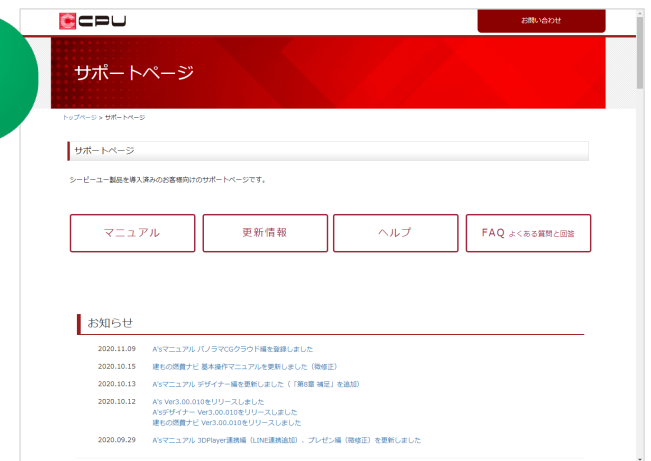 CPU
お問い合わせ
サポートページ
トップページ > サポートページ
サポートページ
シーピーユー製品を導入済みのお客様向けのサポートページです。
マニュアル
更新情報
ヘルプ
FAQ よくある質問と回答
お知らせ
2020.11.09 A'sマニュアル パノラマCGクラウド編を登録しました
2020.10.15 建もの燃費ナビ 基本操作マニュアルを更新しました（微修正）
2020.10.13 A'sマニュアル デザイナー編を更新しました（「第8章 補足」を追加）
2020.10.12 A's Ver3.00.010をリリースしました
A'sデザイナー Ver3.00.010をリリースしました
建もの燃費ナビ Ver3.00.010をリリースしました
2020.09.29 A'sマニュアル 3DPlayer連携編（LINE連携追加）、プレゼン編（微修正）を更新しました